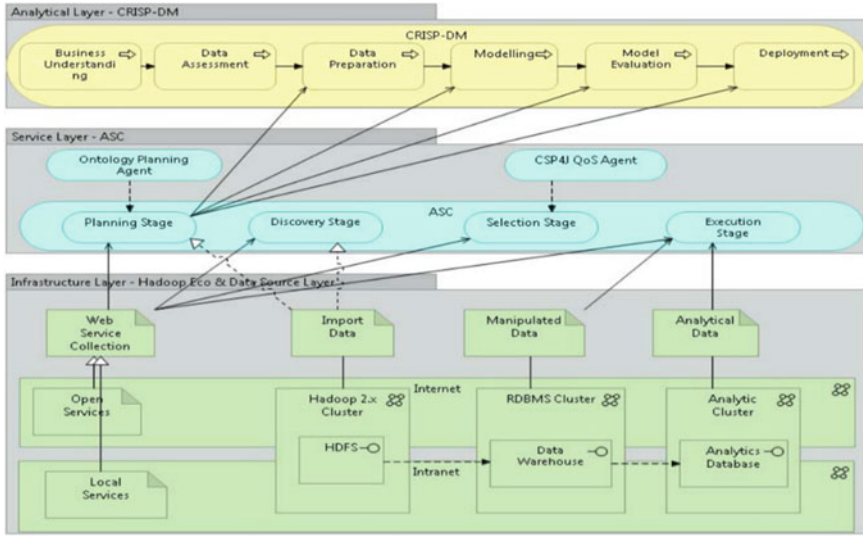 Analytical Layer - CRISP-DM
CRISP-DM
Business
Understandi
ng
Data
Assessment
Data
Preparation
Modelling
Model
Evaluation
Deployment
Service Layer - ASC
Ontology Planning
Agent
CSP4J QoS Agent
ASC
Planning Stage
Discovery Stage
Selection Stage
Execution
Stage
Infrastructure Layer - Hadoop Eco & Data Source Layer
Web
Service
Collection
Import
Data
Manipulated
Data
Analytical
Data
Internet
Open
Services
Hadoop 2.x
Cluster
RDBMS Cluster
Analytic
Cluster
HDFS
Data
Warehouse
Analytics
Database
Intranet
Local
Services